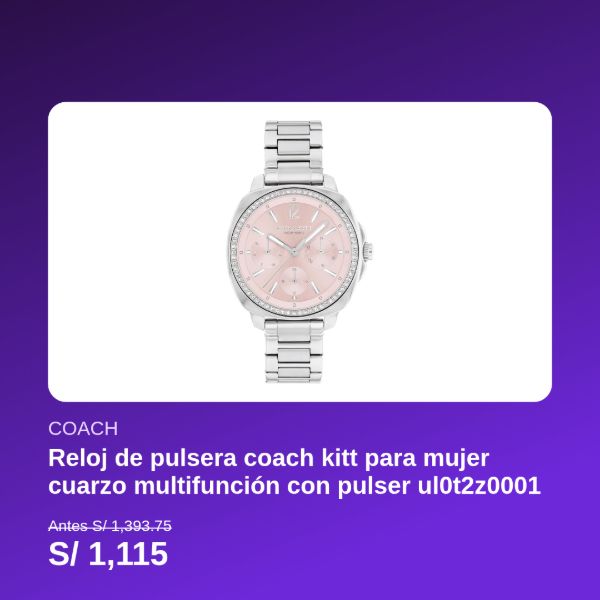 COACH
Reloj de pulsera coach kitt para mujer
cuarzo multifunción con pulser ul0t2z0001
Antes S/ 1,393.75
S/ 1,115